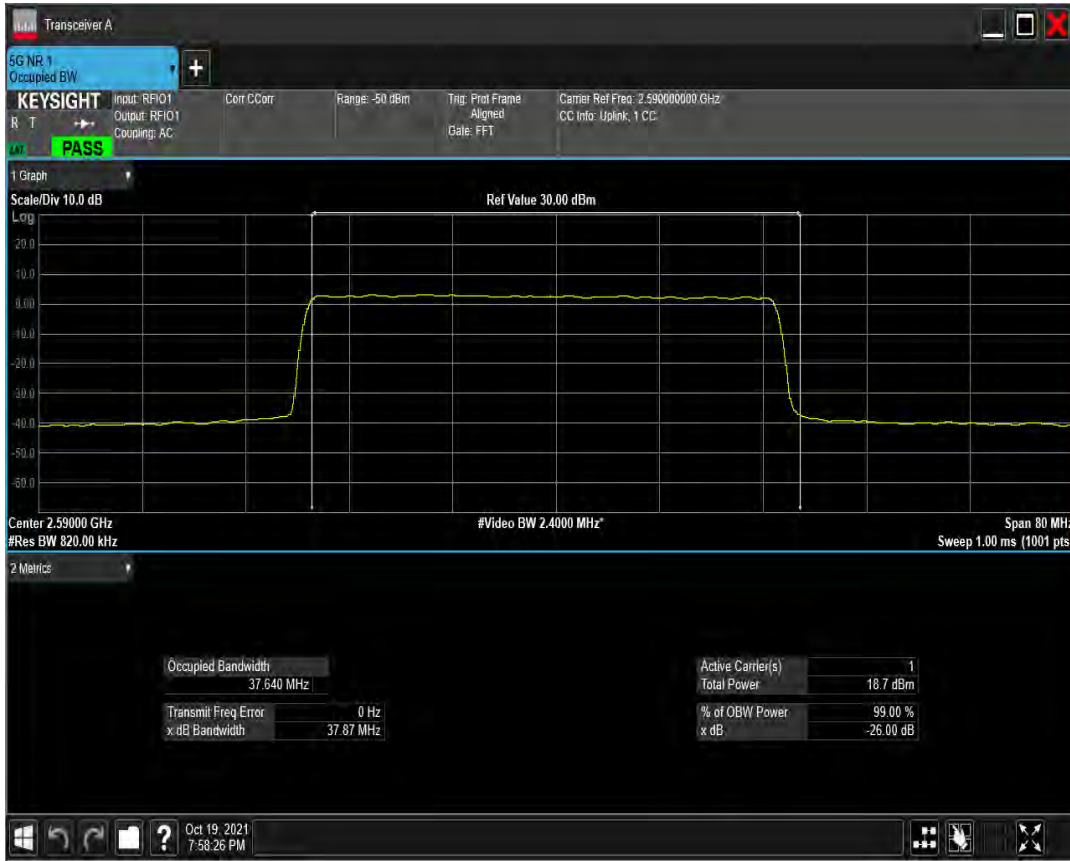 Transceiver A
5G NR 1
Occupied BW
KEYSIGHT
R T
PASS
Input: RFIO1
Output: RFIO1
Coupling: AC
Corr CCorr
Range: -50 dBm
Trig: Prot Frame
Aligned
Gate: FFT
Carrier Ref Freq: 2.590000000 GHz
CC Info: Uplink, 1 CC
1 Graph
Scale/Div 10.0 dB
Ref Value 30.00 dBm
Log
20.0
10.0
0.00
-10.0
-20.0
-30.0
-40.0
-50.0
-60.0
Center 2.59000 GHz
#Video BW 2.4000 MHz*
Span 80 MHz
#Res BW 820.00 kHz
Sweep 1.00 ms (1001 pts
2 Metrics
Occupied Bandwidth
37.640 MHz
Transmit Freq Error 0 Hz
x dB Bandwidth 37.87 MHz
Active Carrier(s) 1
Total Power 18.7 dBm
% of OBW Power 99.00 %
x dB -26.00 dB
?
Oct 19, 2021
7:58:26 PM